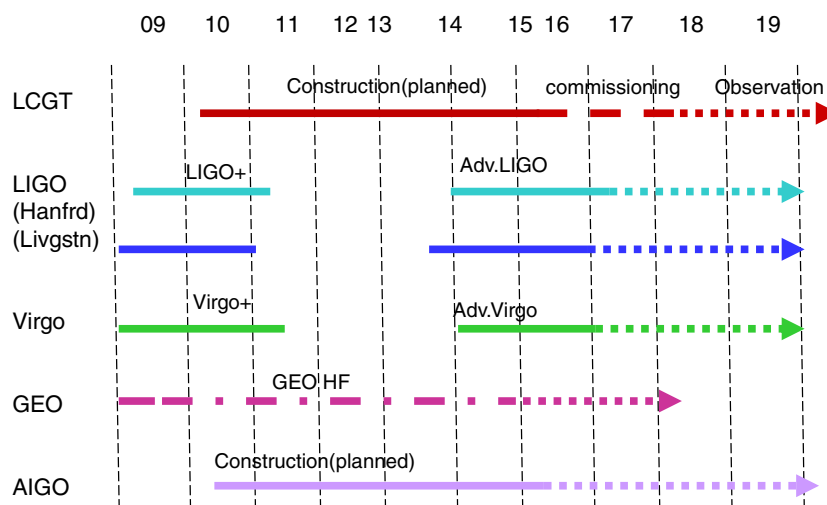 09 10 11 12 13 14 15 16 17 18 19
LCGT
Construction(planned) commissioning Observation
LIGO
(Hanfrd)
(Livgstn)
LIGO+ Adv.LIGO
Virgo
Virgo+ Adv.Virgo
GEO
GEO HF
AIGO
Construction(planned)